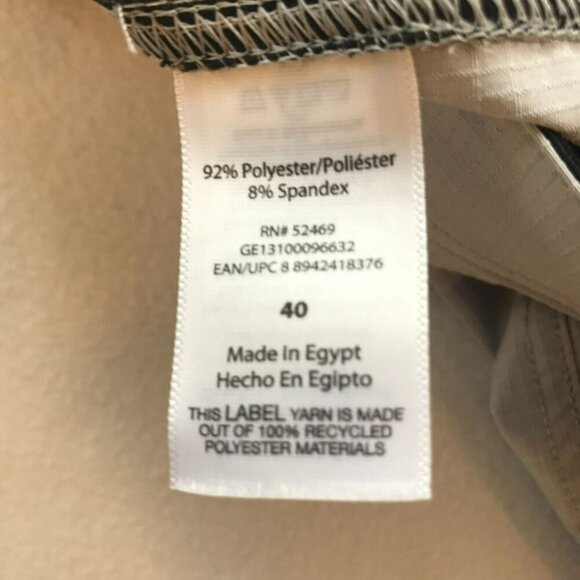 92% Polyester/Poliéster
8% Spandex
RN# 52469
GE13100096632
EAN/UPC 8 8942418376
40
Made In Egypt
Hecho En Egipto
THIS LABEL YARN IS MADE
OUT OF 100% RECYCLED
POLYESTER MATERIALS